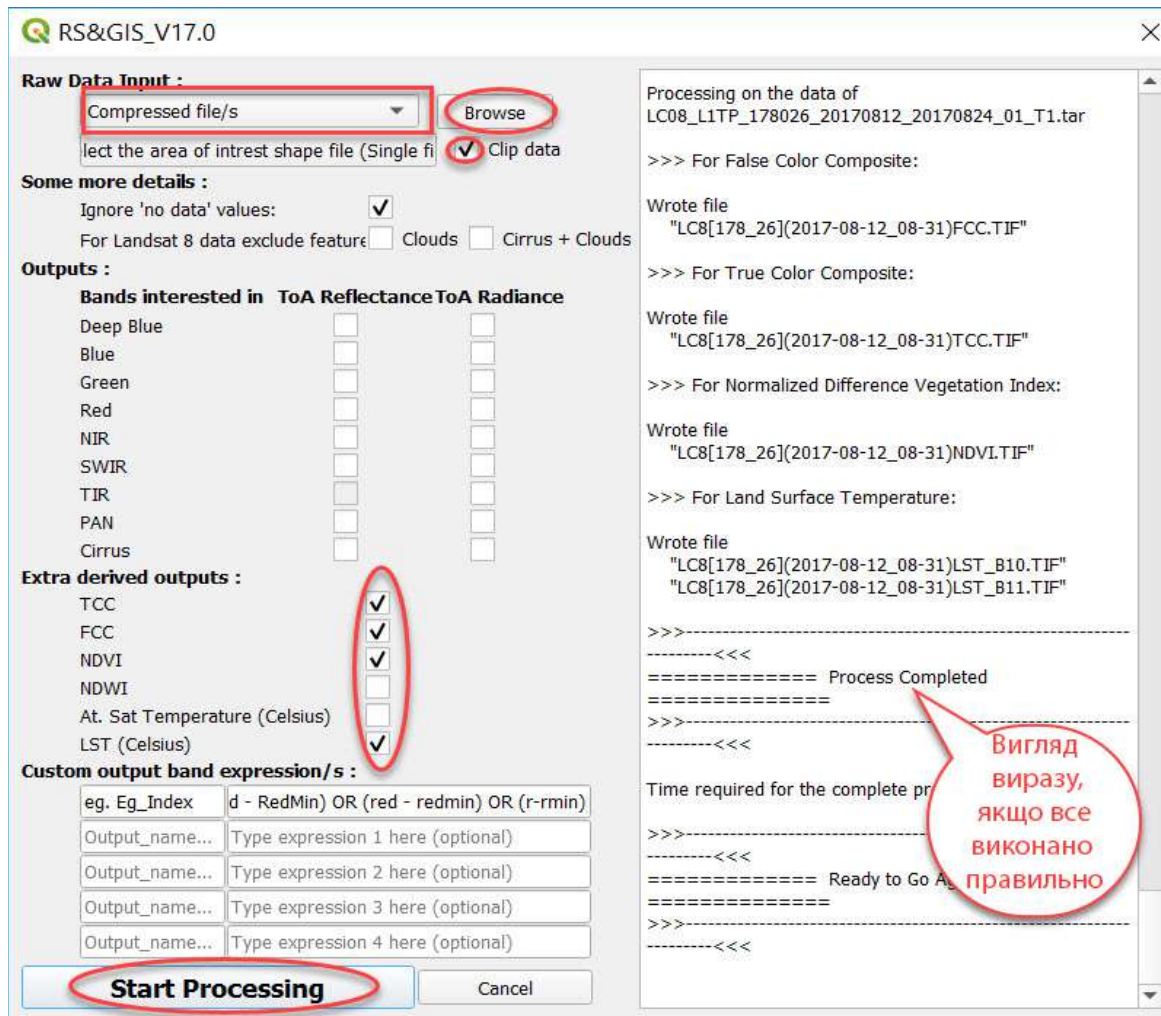 RS&GIS_V17.0
Raw Data Input :
Compressed file/s
Browse
lect the area of intrest shape file (Single fi
Clip data
Some more details :
Ignore 'no data' values:
For Landsat 8 data exclude feature
Clouds
Cirrus + Clouds
Outputs :
Bands interested in ToA Reflectance ToA Radiance
Deep Blue
Blue
Green
Red
NIR
SWIR
TIR
PAN
Cirrus
Extra derived outputs :
TCC
FCC
NDVI
NDWI
At. Sat Temperature (Celsius)
LST (Celsius)
Custom output band expression/s :
eg. Eg_Index
d - RedMin) OR (red - redmin) OR (r-rmin)
Output_name... Type expression 1 here (optional)
Output_name... Type expression 2 here (optional)
Output_name... Type expression 3 here (optional)
Output_name... Type expression 4 here (optional)
Start Processing
Cancel
Processing on the data of
LC08_L1TP_178026_20170812_20170824_01_T1.tar
>>> For False Color Composite:
Wrote file
"LC8[178_26](2017-08-12_08-31)FCC.TIF"
>>> For True Color Composite:
Wrote file
"LC8[178_26](2017-08-12_08-31)TCC.TIF"
>>> For Normalized Difference Vegetation Index:
Wrote file
"LC8[178_26](2017-08-12_08-31)NDVI.TIF"
>>> For Land Surface Temperature:
Wrote file
"LC8[178_26](2017-08-12_08-31)LST_B10.TIF"
"LC8[178_26](2017-08-12_08-31)LST_B11.TIF"
>>>------------------------------------------------------------
---------<<<
============= Process Completed
==============
>>>------------------------------------------------------------
---------<<<
Time required for the complete pr
>>>------------------------------------------------------------
---------<<<
============= Ready to Go Ag
==============
>>>------------------------------------------------------------
---------<<<
Вигляд
виразу,
якщо все
виконано
правильно